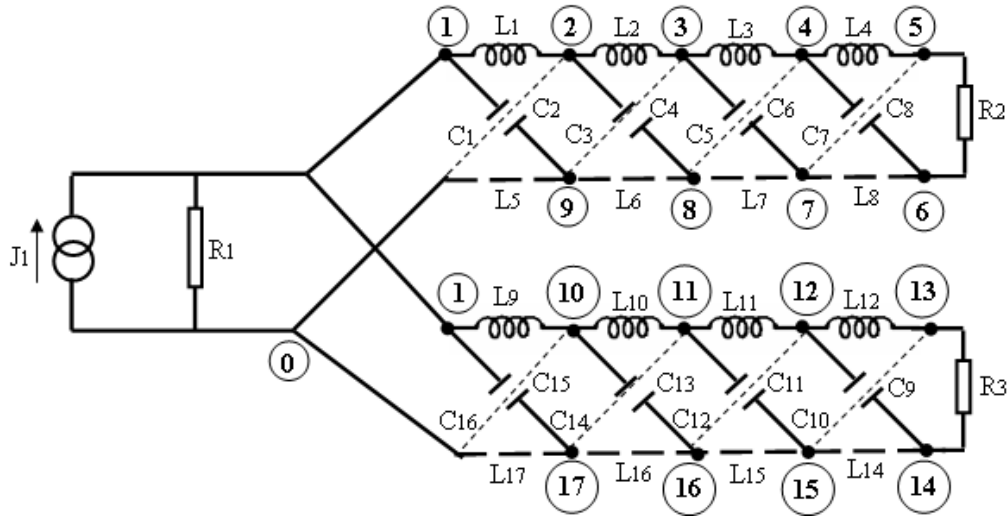 1 L1 2 L2 3 L3 4 L4 5
C1 C2 C3 C4 C5 C6 C7 C8 R2
L5 L6 L7 L8
9 8 7 6
J1 R1
0
1 L9 10 L10 11 L11 12 L12 13
C16 C15 C14 C13 C12 C11 C10 C9 R3
L17 L16 L15 L14
17 16 15 14